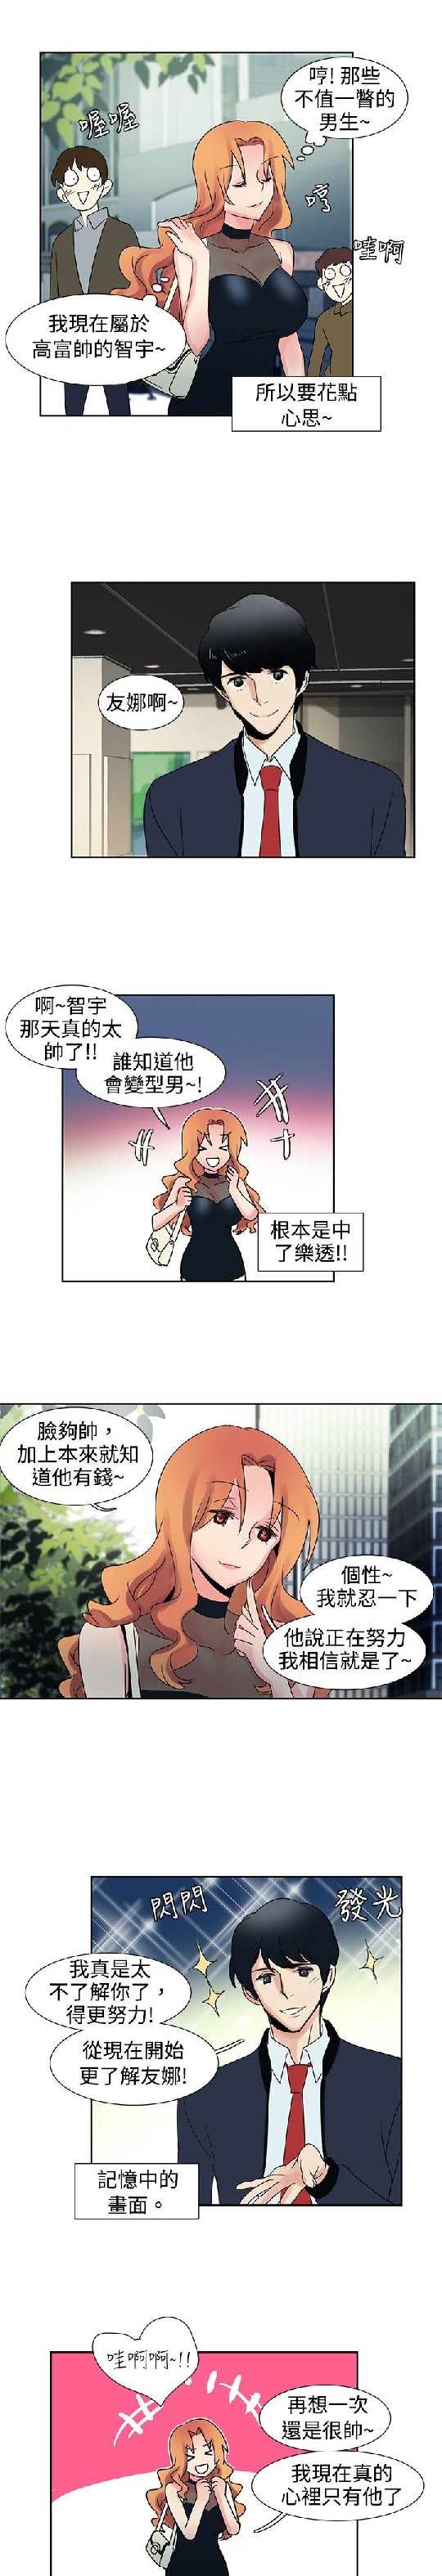 哼! 那些
不值一瞥的
男生~
喔喔
哼
哇啊
我現在屬於
高富帥的智宇~
所以要花點
心思~
友娜啊~
啊~智宇
那天真的太
帥了!!
誰知道他
會變型男~!
根本是中
了樂透!!
臉夠帥，
加上本來就知
道他有錢~
個性~
我就忍一下
他說正在努力
我相信就是了~
閃閃
發光
我真是太
不了解你了，
得更努力!
從現在開始
更了解友娜!
記憶中的
畫面。
哇啊啊~!!
再想一次
還是很帥~
我現在真的
心裡只有他了